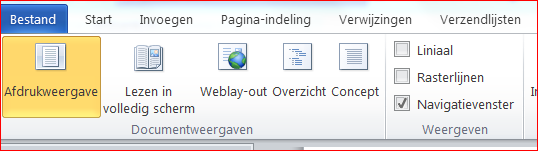 Bestand Start Invoegen Pagina-indeling Verwijzingen Verzendlijsten
Afdrukweergave
Lezen in
volledig scherm
Weblay-out
Overzicht
Concept
Documentweergaven
Liniaal
Rasterlijnen
Navigatievenster
Weergeven